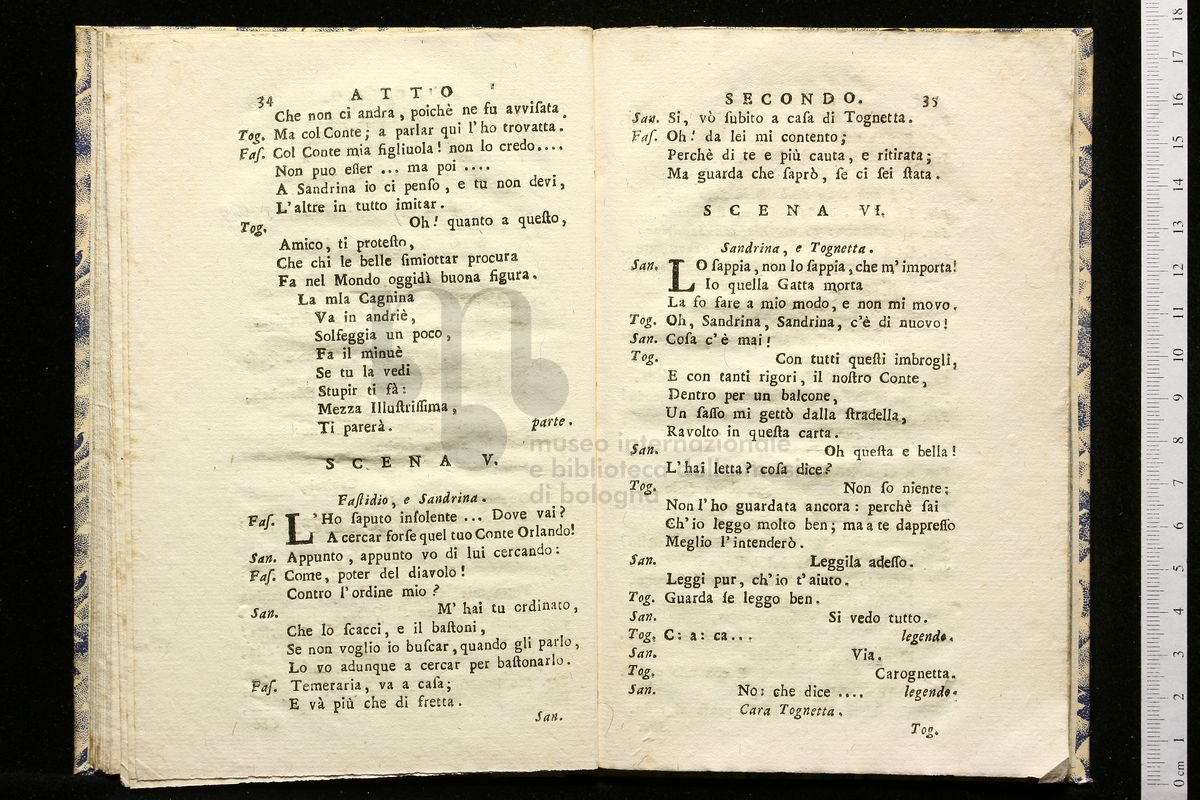 34 ATTO
Che non ci andra, poichè ne fu avviſata.
Tog. Ma col Conte; a parlar qui l'ho trovatta.
Faſ. Col Conte mia figliuola! non lo credo....
Non puo eſſer ... ma poi ....
A Sandrina io ci penſo, e tu non devi,
L'altre in tutto imitar.
Tog. Oh! quanto a queſto,
Amico, ti proteſto,
Che chi le belle ſimiottar procura
Fa nel Mondo oggidì buona figura.
La mIa Cagnina
Va in andriè,
Solfeggia un poco,
Fa il minuè
Se tu la vedi
Stupir ti fà:
Mezza Illuſtriſſima,
Ti parerà. parte.
SCENA V.
Faſtidio, e Sandrina.
Faſ. L'Ho ſaputo inſolente ... Dove vai?
A cercar forſe quel tuo Conte Orlando!
San. Appunto, appunto vo di lui cercando:
Faſ. Come, poter del diavolo!
Contro l'ordine mio?
San. M'hai tu ordinato,
Che lo ſcacci, e il baſtoni,
Se non voglio io buſcar, quando gli parlo,
Lo vo adunque a cercar per baſtonarlo.
Faſ. Temeraria, va a caſa;
E và più che di fretta.
San.
SECONDO. 35
San. Si, vò ſubito a caſa di Tognetta.
Faſ. Oh! da lei mi contento;
Perchè di te e più cauta, e ritirata;
Ma guarda che ſaprò, ſe ci ſei ſtata.
SCENA VI.
Sandrina, e Tognetta.
San. LO ſappia, non lo ſappia, che m'importa!
Io quella Gatta morta
La fo fare a mio modo, e non mi movo.
Tog. Oh, Sandrina, Sandrina, c'è di nuovo!
San. Coſa c'è mai!
Tog. Con tutti queſti imbrogli,
E con tanti rigori, il noſtro Conte,
Dentro per un balcone,
Un ſaſſo mi gettò dalla ſtradella,
Ravolto in queſta carta.
San. Oh queſta e bella!
L'hai letta? coſa dice?
Tog. Non ſo niente;
Non l'ho guardata ancora: perchè ſai
Ch'io leggo molto ben; ma a te dappreſſo
Meglio l'intenderò.
San. Leggila adeſſo.
Leggi pur, ch'io t'aiuto.
Tog. Guarda ſe leggo ben.
San. Si vedo tutto.
Tog. C: a: ca... legendo.
San. Via.
Tog. Carognetta.
San. No: che dice .... legendo.
Cara Tognetta.
Tog.
museo internazionale
e biblioteca della
di bologna